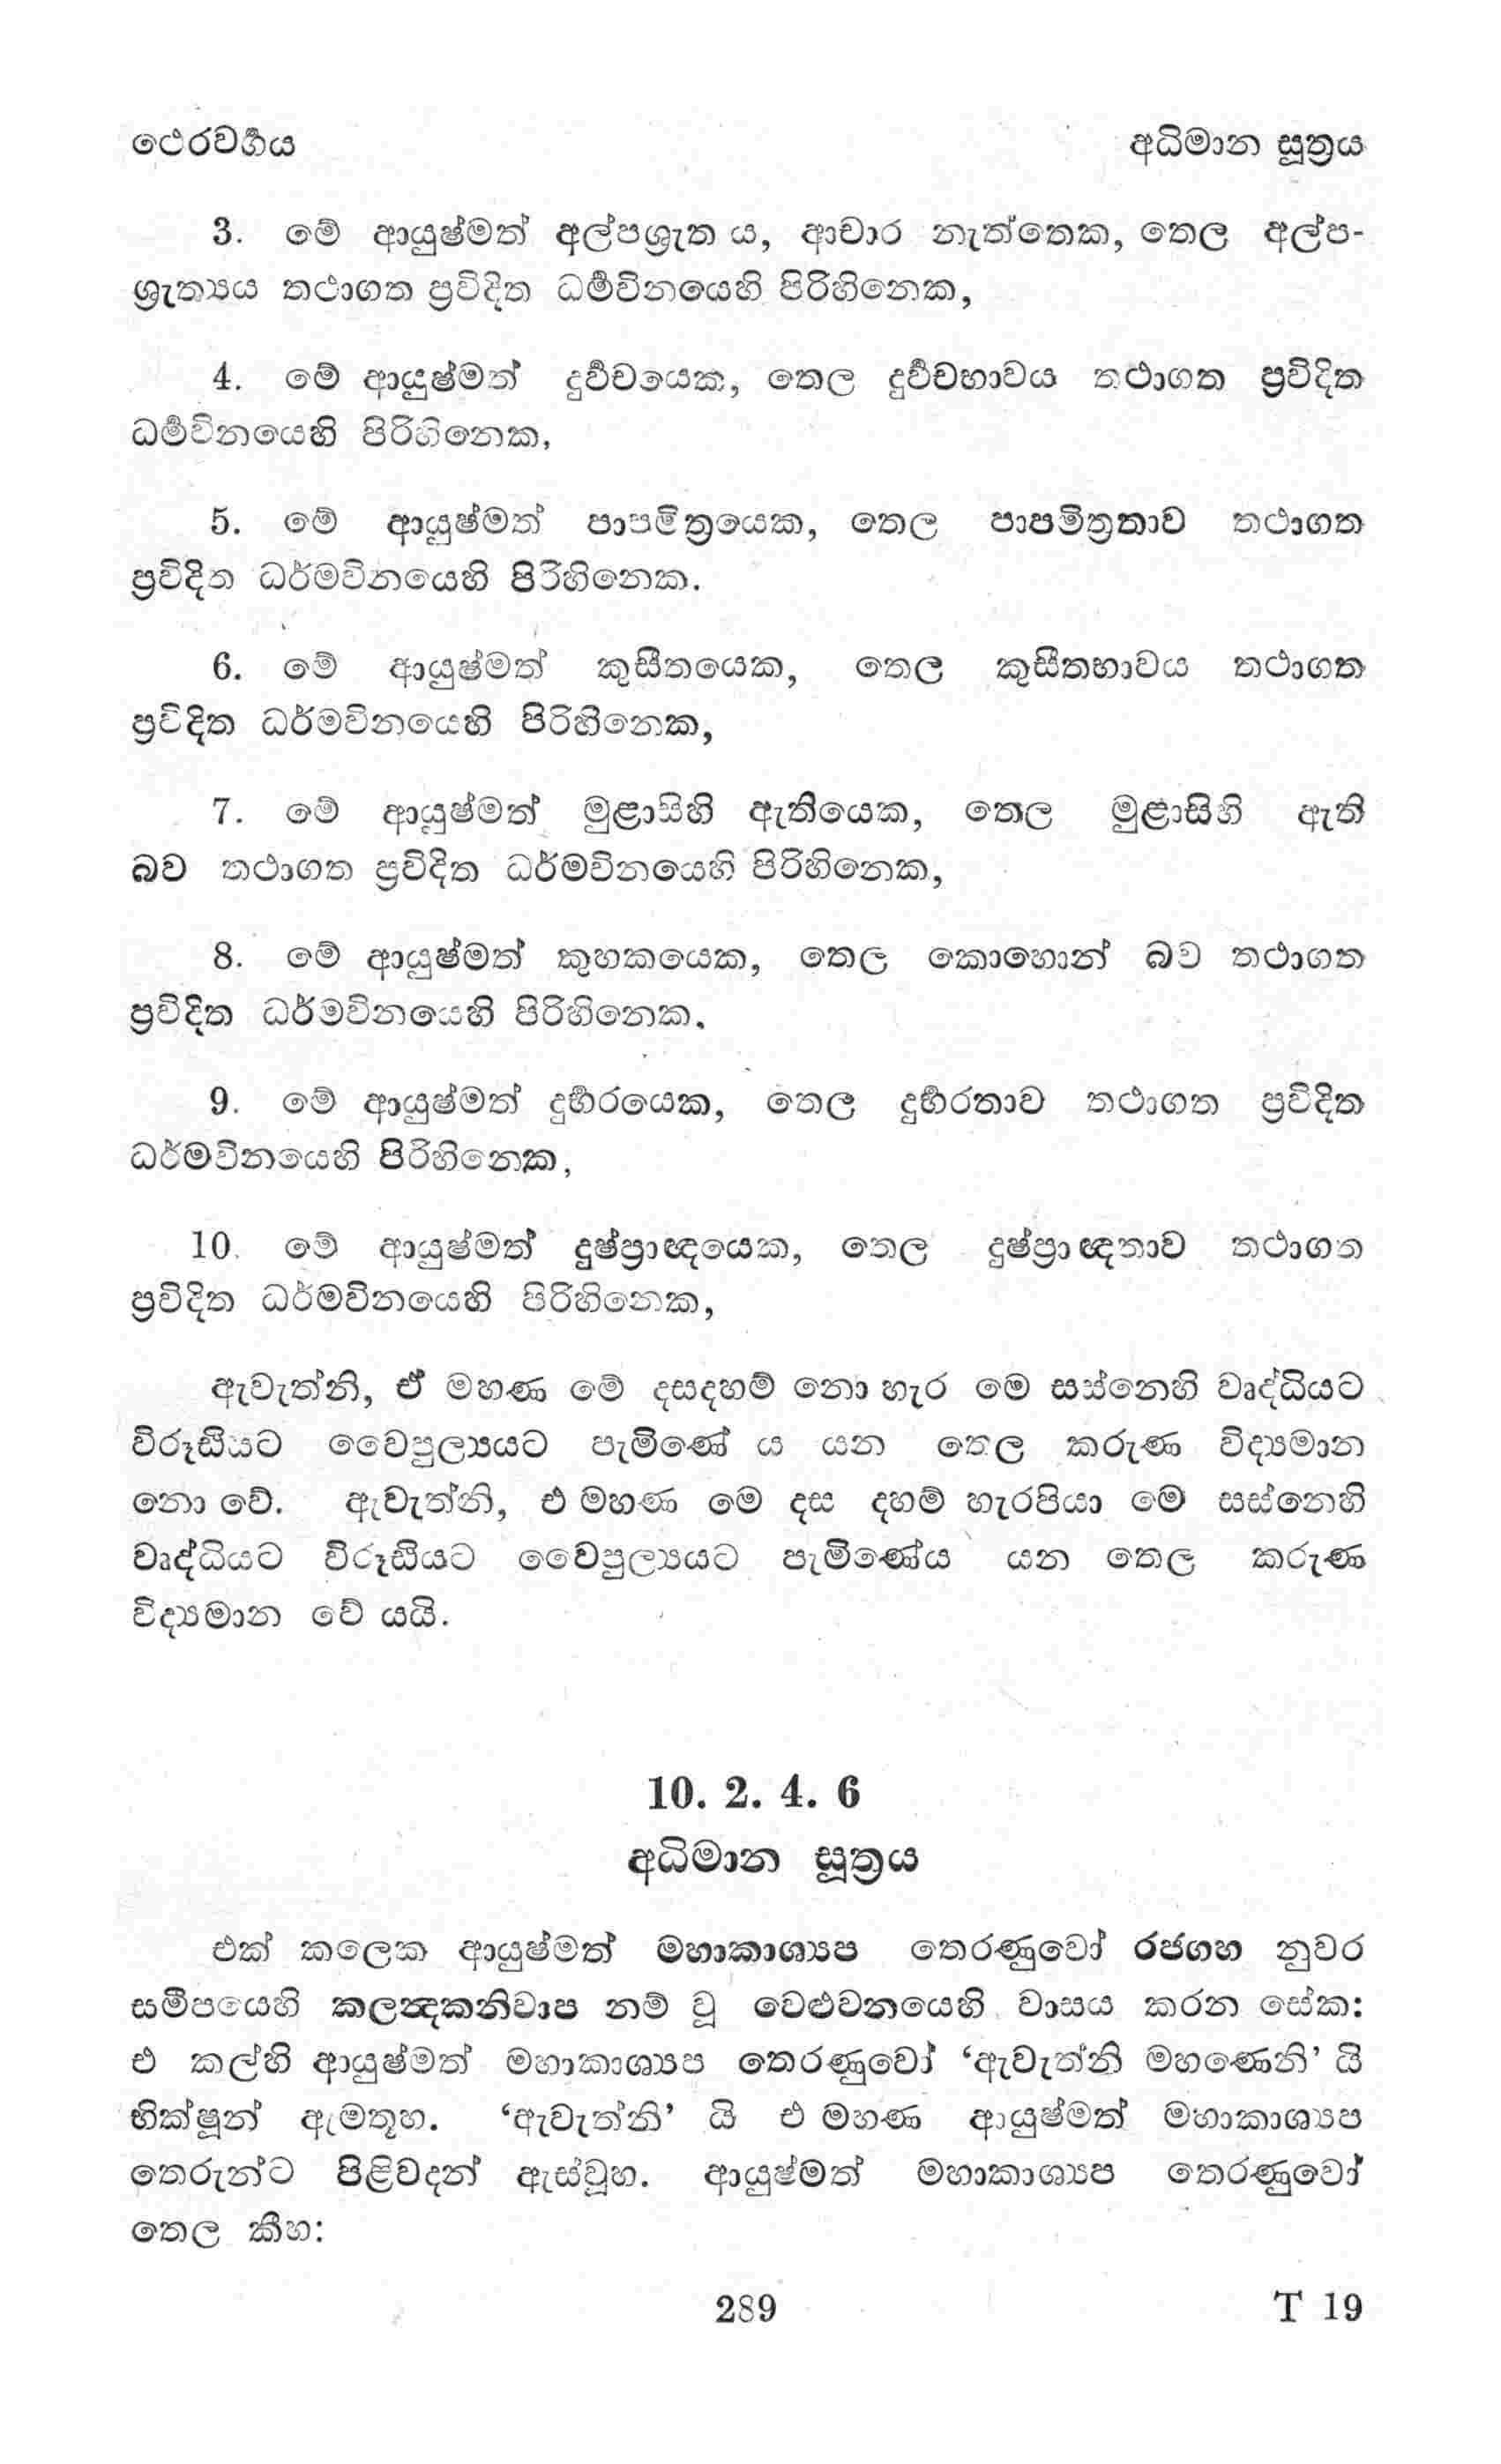 ථෙරවර්‍ගය අධිමාන සූත්‍රය
3. මේ ආයුෂ්මත් අල්පශ්‍රැත ය, ආචාර නැත්තෙක, තෙල අල්ප-
ශ්‍රැත්‍යය තථාගත ප්‍රවිදිත ධර්‍මවිනයෙහි පිරිහිනෙක,
4. මේ ආයුෂ්මත් දුර්‍වචයෙක, තෙල දුර්‍වචභාවය තථාගත ප්‍රවිදිත
ධර්‍මවිනයෙහි පිරිහිනෙක,
5. මේ ආයුෂ්මත් පාපමිත්‍රයෙක, තෙල පාපමිත්‍රතාව තථාගත
ප්‍රවිදිත ධර්මවිනයෙහි පිරිහිනෙක.
6. මේ ආයුෂ්මත් කුසීතයෙක, තෙල කුසීතභාවය තථාගත
ප්‍රවිදිත ධර්මවිනයෙහි පිරිහිනෙක,
7. මේ ආයුෂ්මත් මුළාසිහි ඇතියෙක, තෙල මුළාසිහි ඇති
බව තථාගත ප්‍රවිදිත ධර්මවිනයෙහි පිරිහිනෙක,
8. මේ ආයුෂ්මත් කුහකයෙක, තෙල කොහොන් බව තථාගත
ප්‍රවිදිත ධර්මවිනයෙහි පිරිහිනෙක.
9. මේ ආයුෂ්මත් දුර්‍භරයෙක, තෙල දුර්‍භරතාව තථාගත ප්‍රවිදිත
ධර්මවිනයෙහි පිරිහිනෙක,
10. මේ ආයුෂ්මත් දුෂ්ප්‍රාඥයෙක, තෙල දුෂ්ප්‍රාඥතාව තථාගත
ප්‍රවිදිත ධර්මවිනයෙහි පිරිහිනෙක,
ඇවැත්නි, ඒ මහණ මේ දසදහම් නො හැර මෙ සස්නෙහි වෘද්ධියට
විරූඪියට වෛපුල්‍යයට පැමිණේ ය යන තෙල කරුණ විද්‍යමාන
නො වේ. ඇවැත්නි, එ මහණ මෙ දස දහම් හැරපියා මෙ සස්නෙහි
වෘද්ධියට විරූඪියට වෛපුල්‍යයට පැමිණේය යන තෙල කරුණ
විද්‍යමාන වේ යයි.
10. 2. 4. 6
අධිමාන සූත්‍රය
එක් කලෙක ආයුෂ්මත් මහාකාශ්‍යප තෙරණුවෝ රජගහ නුවර
සමීපයෙහි කලන්‍දකනිවාප නම් වූ වෙළුවනයෙහි වාසය කරන සේක:
එ කල්හි ආයුෂ්මත් මහාකාශ්‍යප තෙරණුවෝ ‘ඇවැත්නි මහණෙනි’ යි
භික්ෂූන් ඇමතූහ. ‘ඇවැත්නි’ යි එ මහණ ආයුෂ්මත් මහාකාශ්‍යප
තෙරුන්ට පිළිවදන් ඇස්වූහ. ආයුෂ්මත් මහාකාශ්‍යප තෙරණුවෝ
තෙල කීහ:
289 T 19